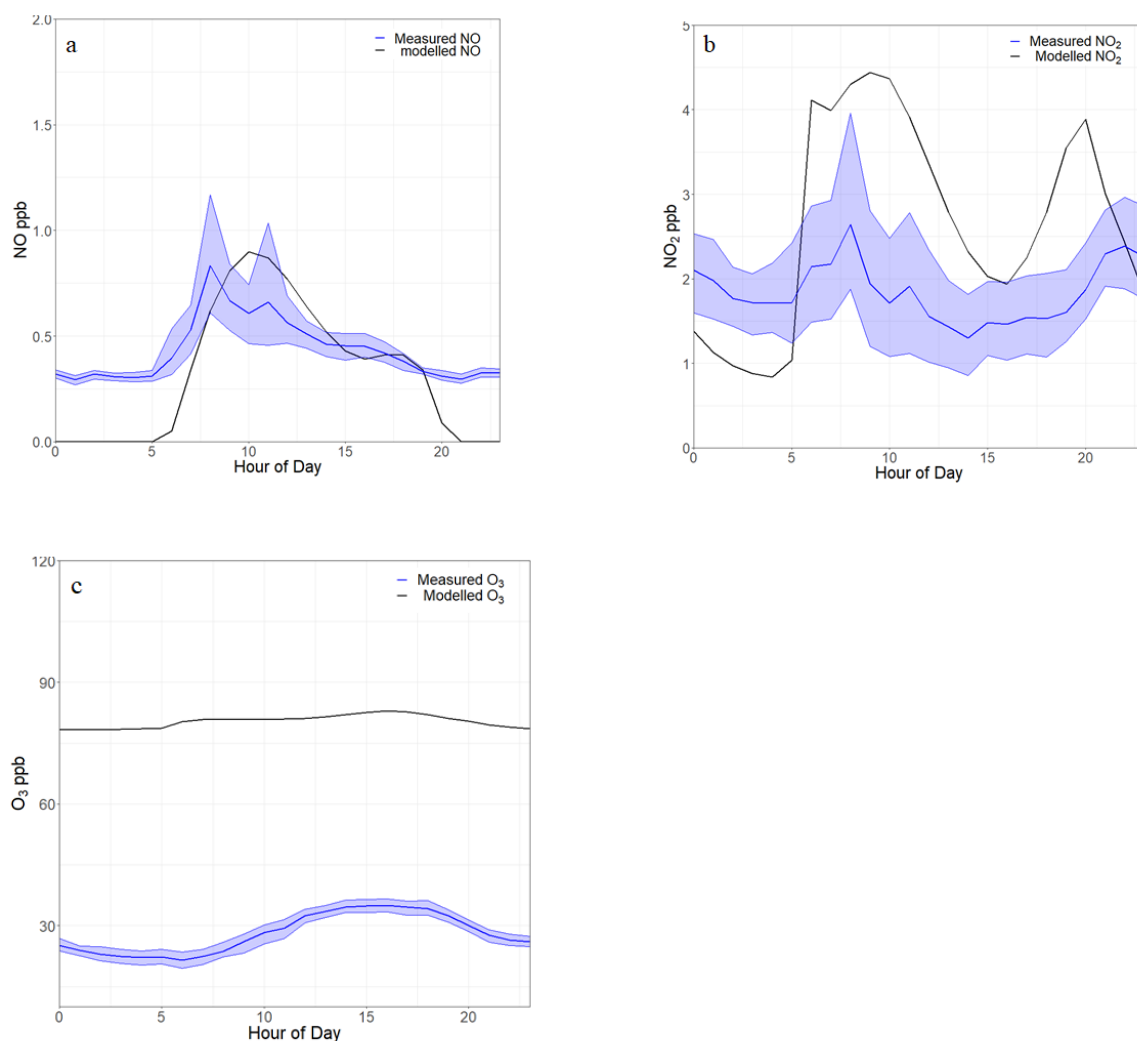 a
Measured NO
modelled NO
2.0
1.5
1.0
0.5
0.0
NO ppb
0 5 10 15 20
Hour of Day
b
Measured NO₂
Modelled NO₂
5
4
3
2
1
0
NO₂ ppb
0 5 10 15 20
Hour of Day
c
Measured O₃
Modelled O₃
120
90
60
30
O₃ ppb
0 5 10 15 20
Hour of Day